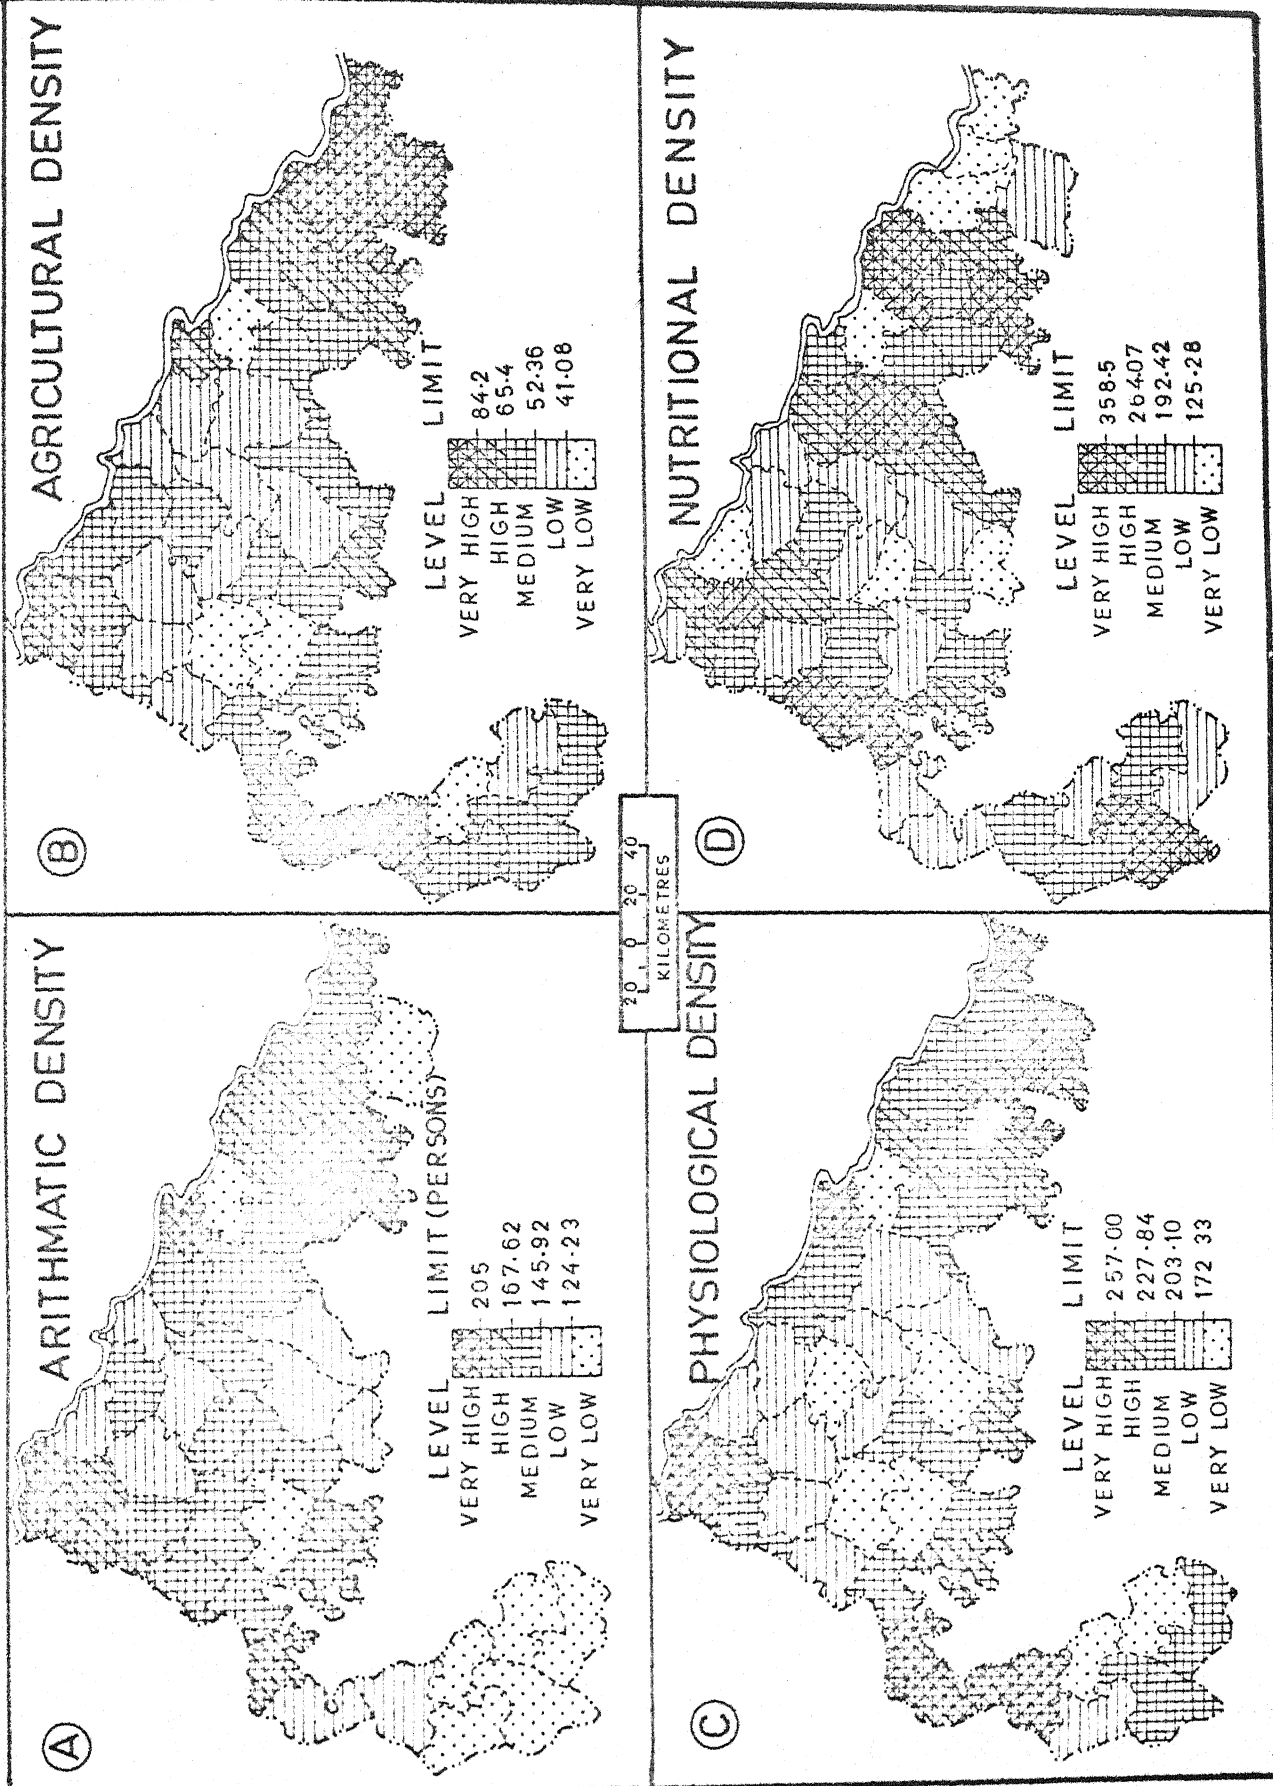 A
ARITHMATIC DENSITY
LEVEL LIMIT (PERSONS)
VERY HIGH
205
HIGH
167.62
MEDIUM
145.92
LOW
124.23
VERY LOW
B
AGRICULTURAL DENSITY
LEVEL LIMIT
VERY HIGH
84.2
HIGH
65.4
MEDIUM
52.36
LOW
41.08
VERY LOW
20 0 20 40
KILOMETRES
C
PHYSIOLOGICAL DENSITY
LEVEL LIMIT
VERY HIGH
257.00
HIGH
227.84
MEDIUM
203.10
LOW
172 33
VERY LOW
D
NUTRITIONAL DENSITY
LEVEL LIMIT
VERY HIGH
358.5
HIGH
264.07
MEDIUM
192.42
LOW
125.28
VERY LOW